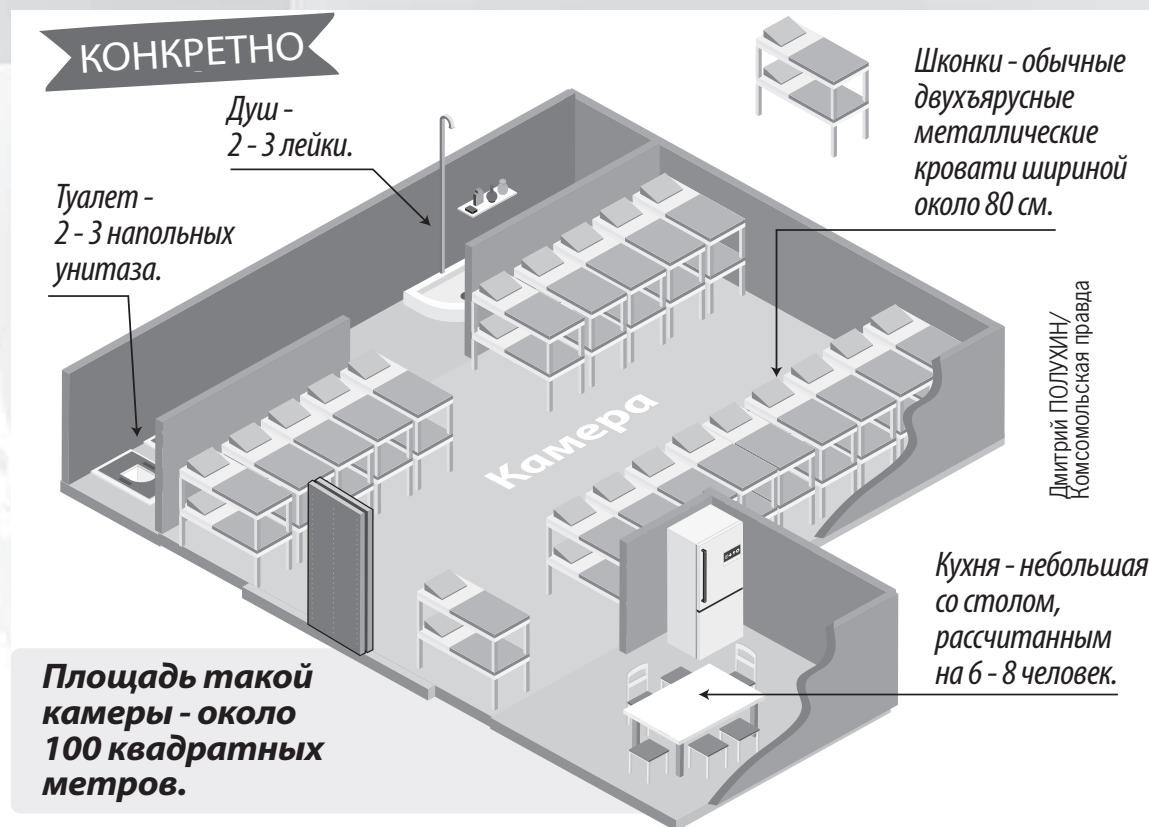 КОНКРЕТНО
Душ -
2 - 3 лейки.
Туалет -
2 - 3 напольных
унитаза.
Шконки - обычные
двухъярусные
металлические
кровати шириной
около 80 см.
Камера
Дмитрий ПОЛУХИН/
Комсомольская правда
Кухня - небольшая
со столом,
рассчитанным
на 6 - 8 человек.
Площадь такой
камеры - около
100 квадратных
метров.